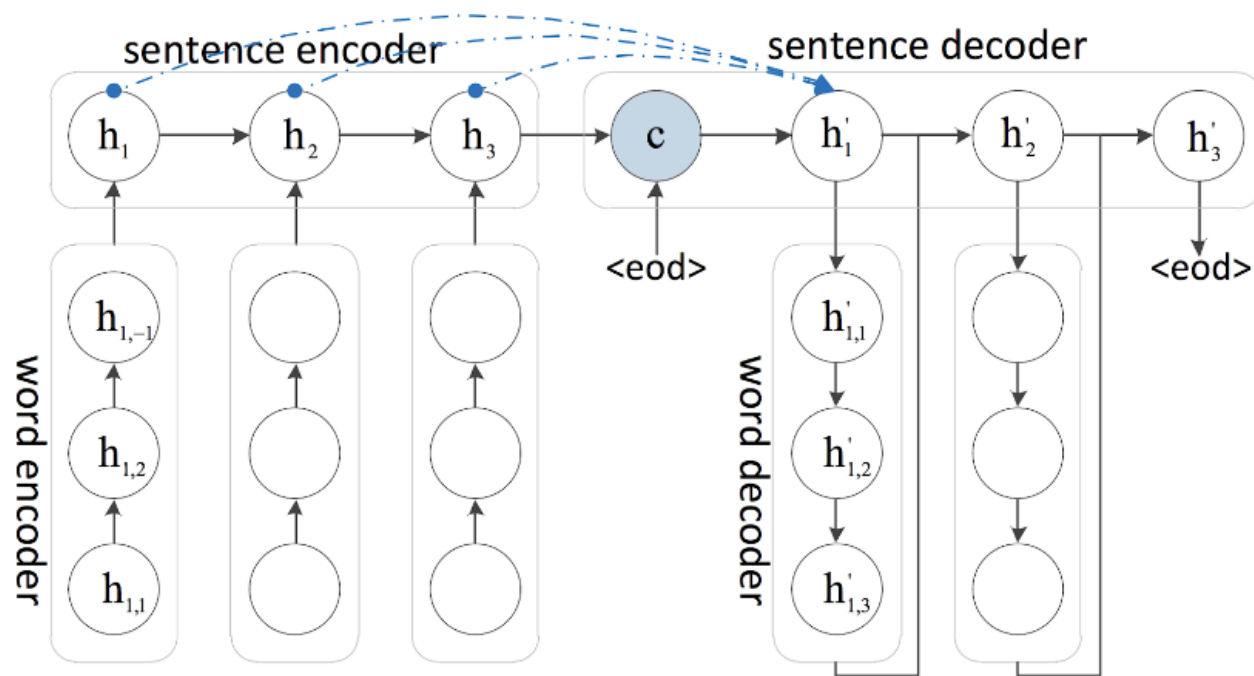 sentence encoder
sentence decoder
h₁
h₂
h₃
c
h'₁
h'₂
h'₃
<eod>
<eod>
word encoder
h₁,₋₁
h₁,₂
h₁,₁
word decoder
h'₁,₁
h'₁,₂
h'₁,₃